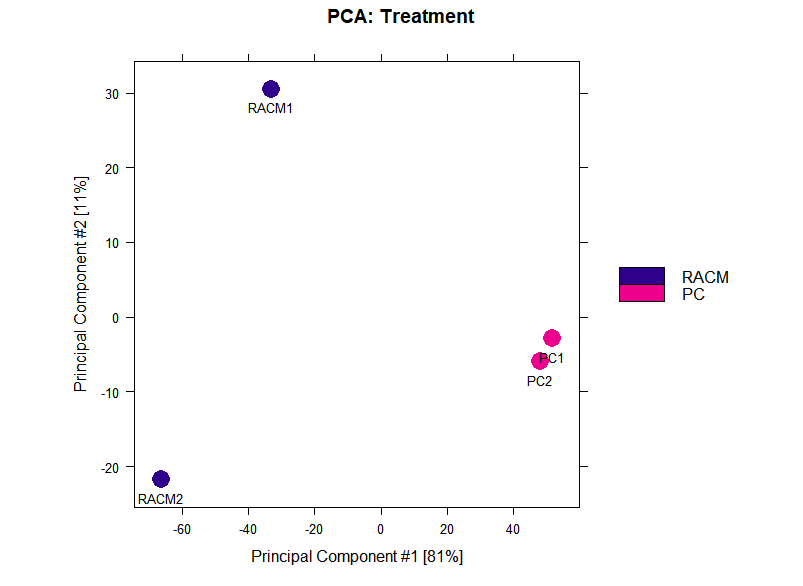 PCA: Treatment
30
20
10
0
-10
-20
Principal Component #2 [11%]
RACM1
PC1
PC2
RACM2
RACM
PC
-60
-40
-20
0
20
40
Principal Component #1 [81%]